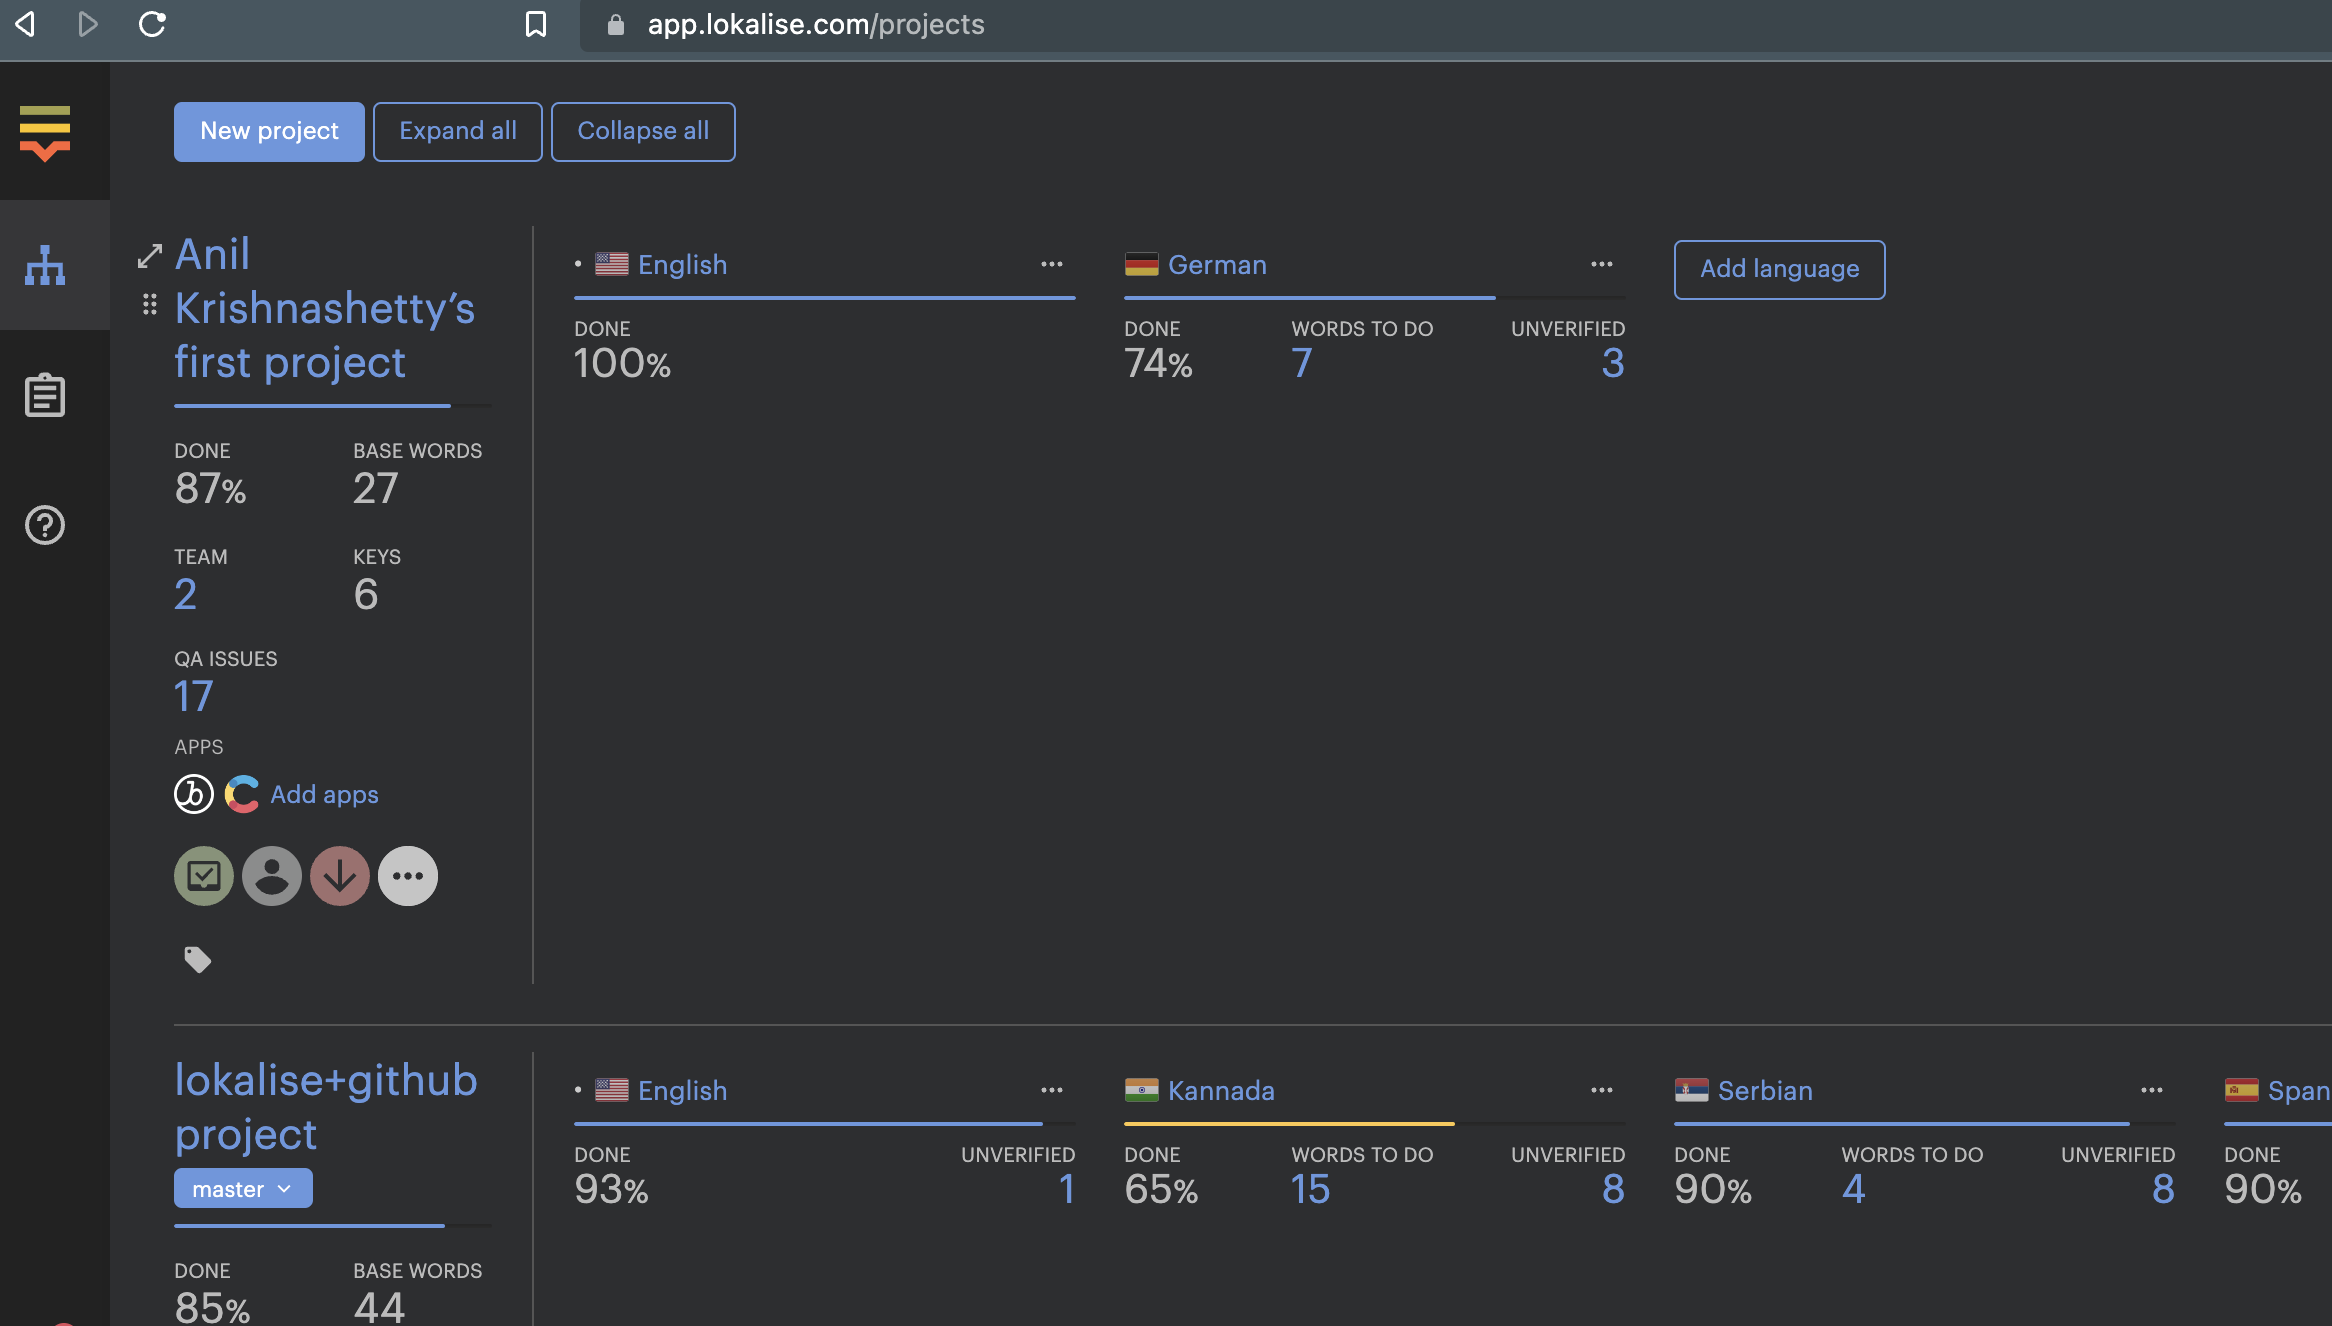 app.lokalise.com/projects
New project
Expand all
Collapse all
Anil
Krishnashetty’s
first project
DONE BASE WORDS
87% 27
TEAM KEYS
2 6
QA ISSUES
17
APPS
Add apps
English
DONE
100%
German
DONE WORDS TO DO UNVERIFIED
74% 7 3
Add language
lokalise+github
project
master
DONE BASE WORDS
85% 44
English
DONE UNVERIFIED
93% 1
Kannada
DONE WORDS TO DO UNVERIFIED
65% 15 8
Serbian
DONE WORDS TO DO UNVERIFIED
90% 4 8
Span
DONE
90%